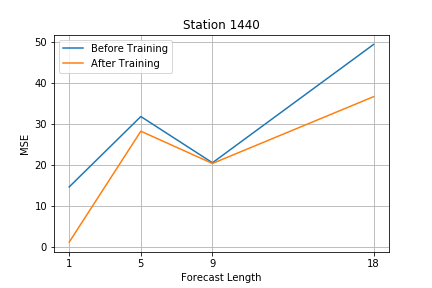 Station 1440
Before Training
After Training
50
40
30
20
10
0
MSE
1 5 9 18
Forecast Length